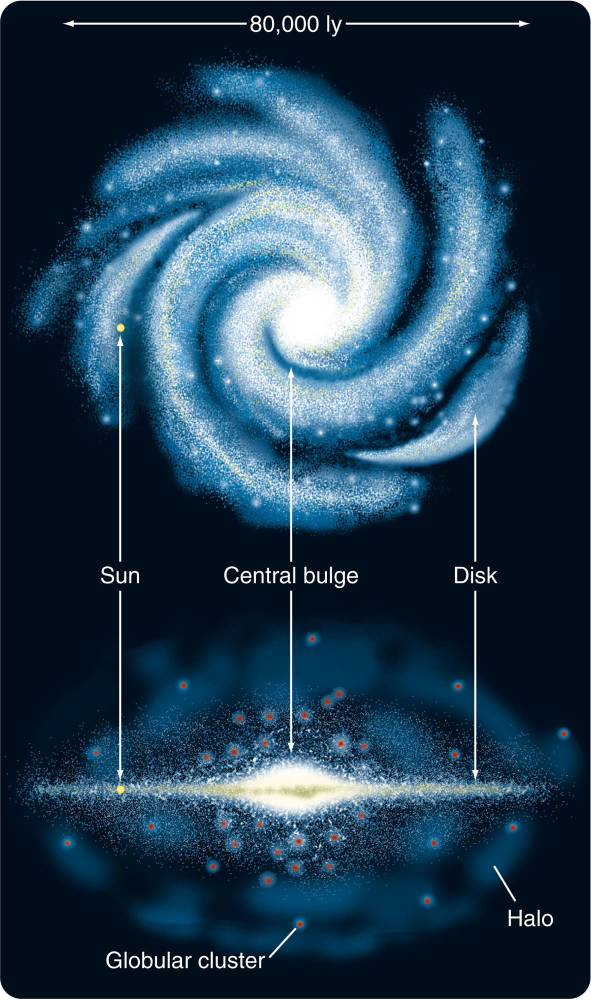 80,000 ly
Sun
Central bulge
Disk
Halo
Globular cluster